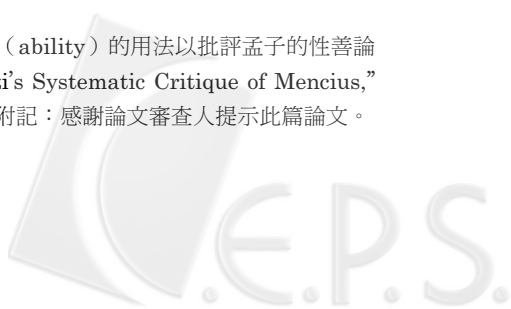 （ability）的用法以批評孟子的性善論
i’s Systematic Critique of Mencius,”
附記：感謝論文審查人提示此篇論文。
C.E.P.S.